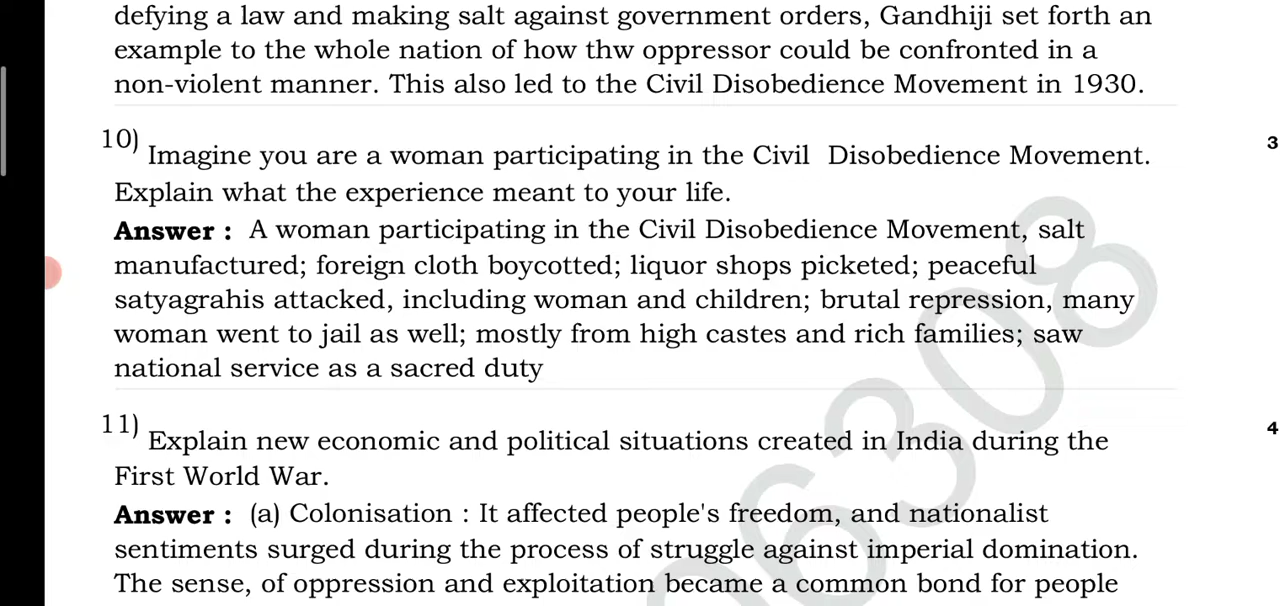 defying a law and making salt against government orders, Gandhiji set forth an
example to the whole nation of how thw oppressor could be confronted in a
non-violent manner. This also led to the Civil Disobedience Movement in 1930.
10) Imagine you are a woman participating in the Civil Disobedience Movement. 3
Explain what the experience meant to your life.
Answer : A woman participating in the Civil Disobedience Movement, salt
manufactured; foreign cloth boycotted; liquor shops picketed; peaceful
satyagrahis attacked, including woman and children; brutal repression, many
woman went to jail as well; mostly from high castes and rich families; saw
national service as a sacred duty
11) Explain new economic and political situations created in India during the 4
First World War.
Answer : (a) Colonisation : It affected people's freedom, and nationalist
sentiments surged during the process of struggle against imperial domination.
The sense, of oppression and exploitation became a common bond for people